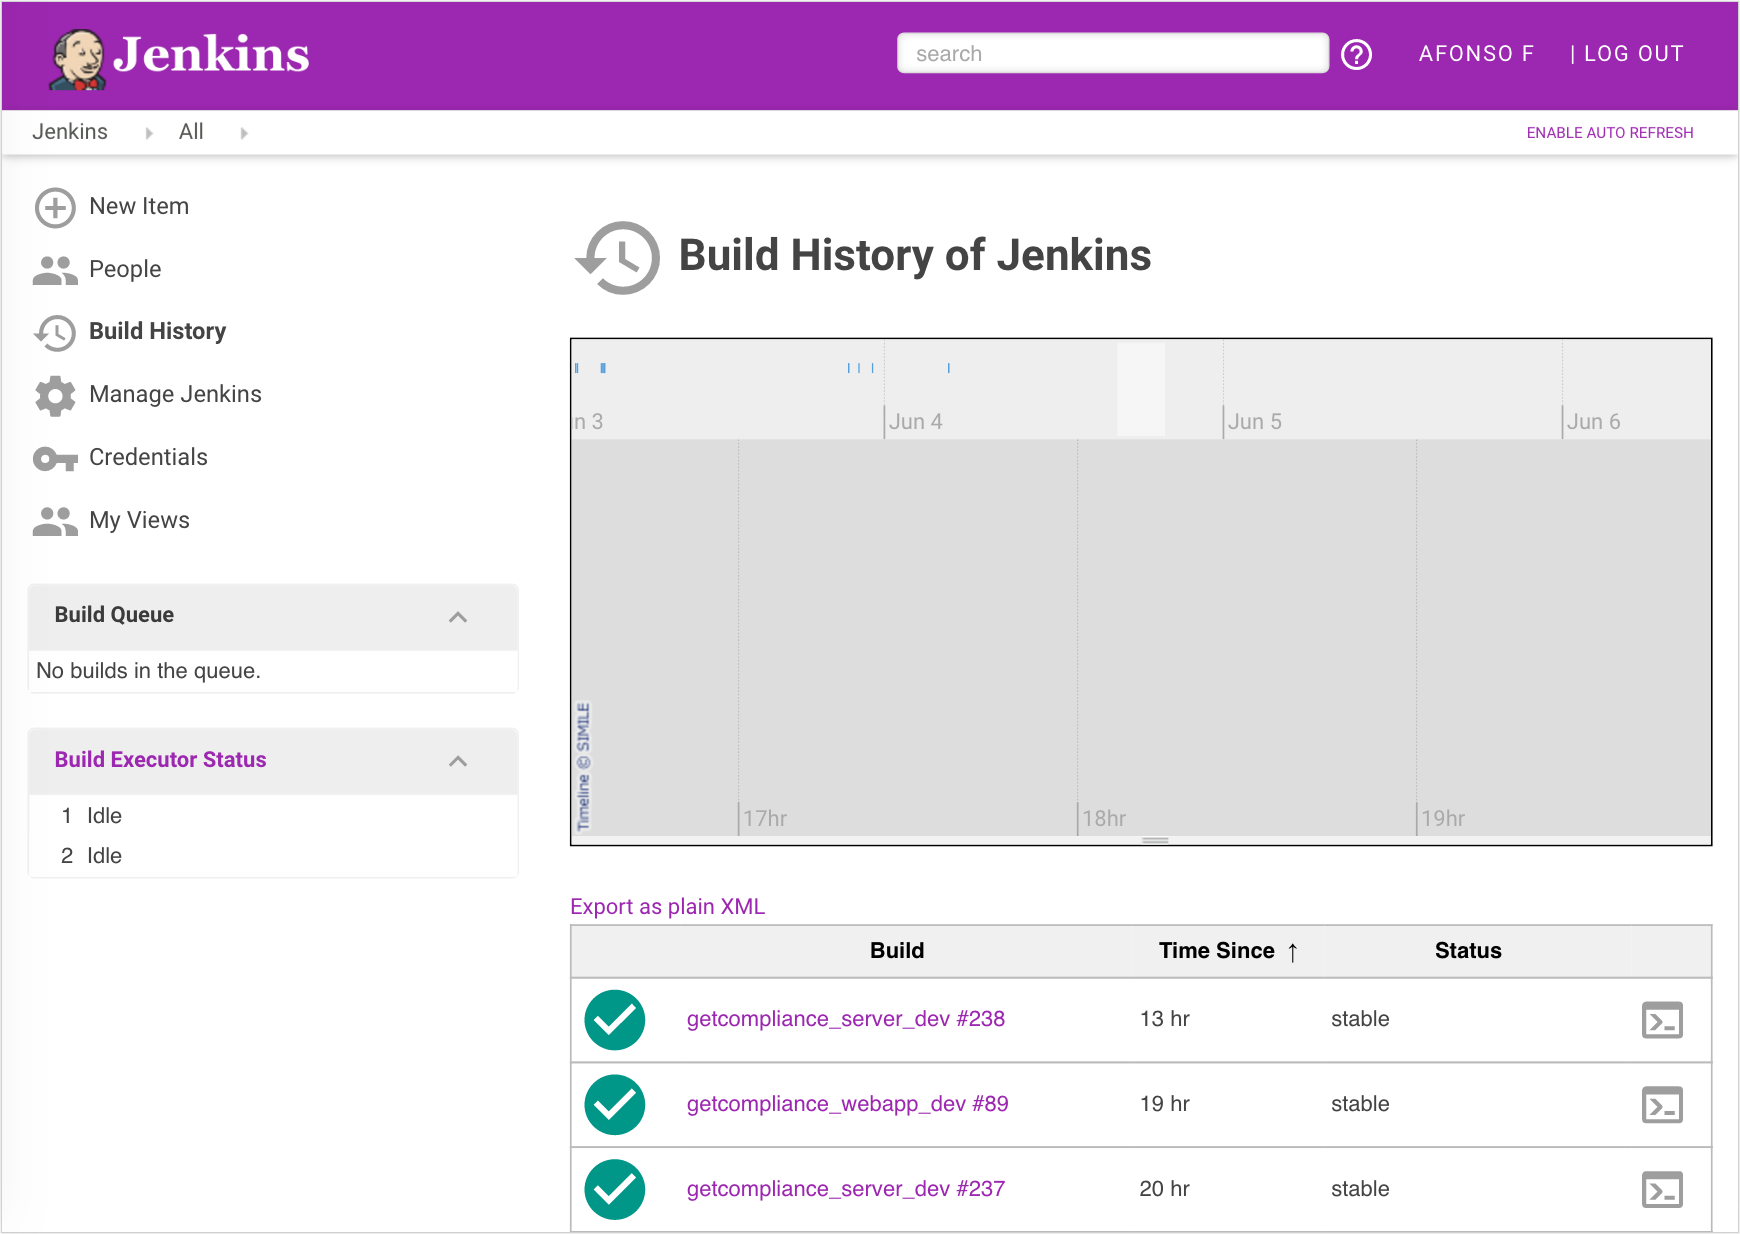 Jenkins
search
?
AFONSO F | LOG OUT
Jenkins All
ENABLE AUTO REFRESH
New Item
People
Build History
Manage Jenkins
Credentials
My Views
Build Queue
No builds in the queue.
Build Executor Status
1 Idle
2 Idle
Build History of Jenkins
n 3
Jun 4
Jun 5
Jun 6
Timeline © SIMILE
17hr
18hr
19hr
Export as plain XML
Build Time Since ↑ Status
getcompliance_server_dev #238 13 hr stable
getcompliance_webapp_dev #89 19 hr stable
getcompliance_server_dev #237 20 hr stable